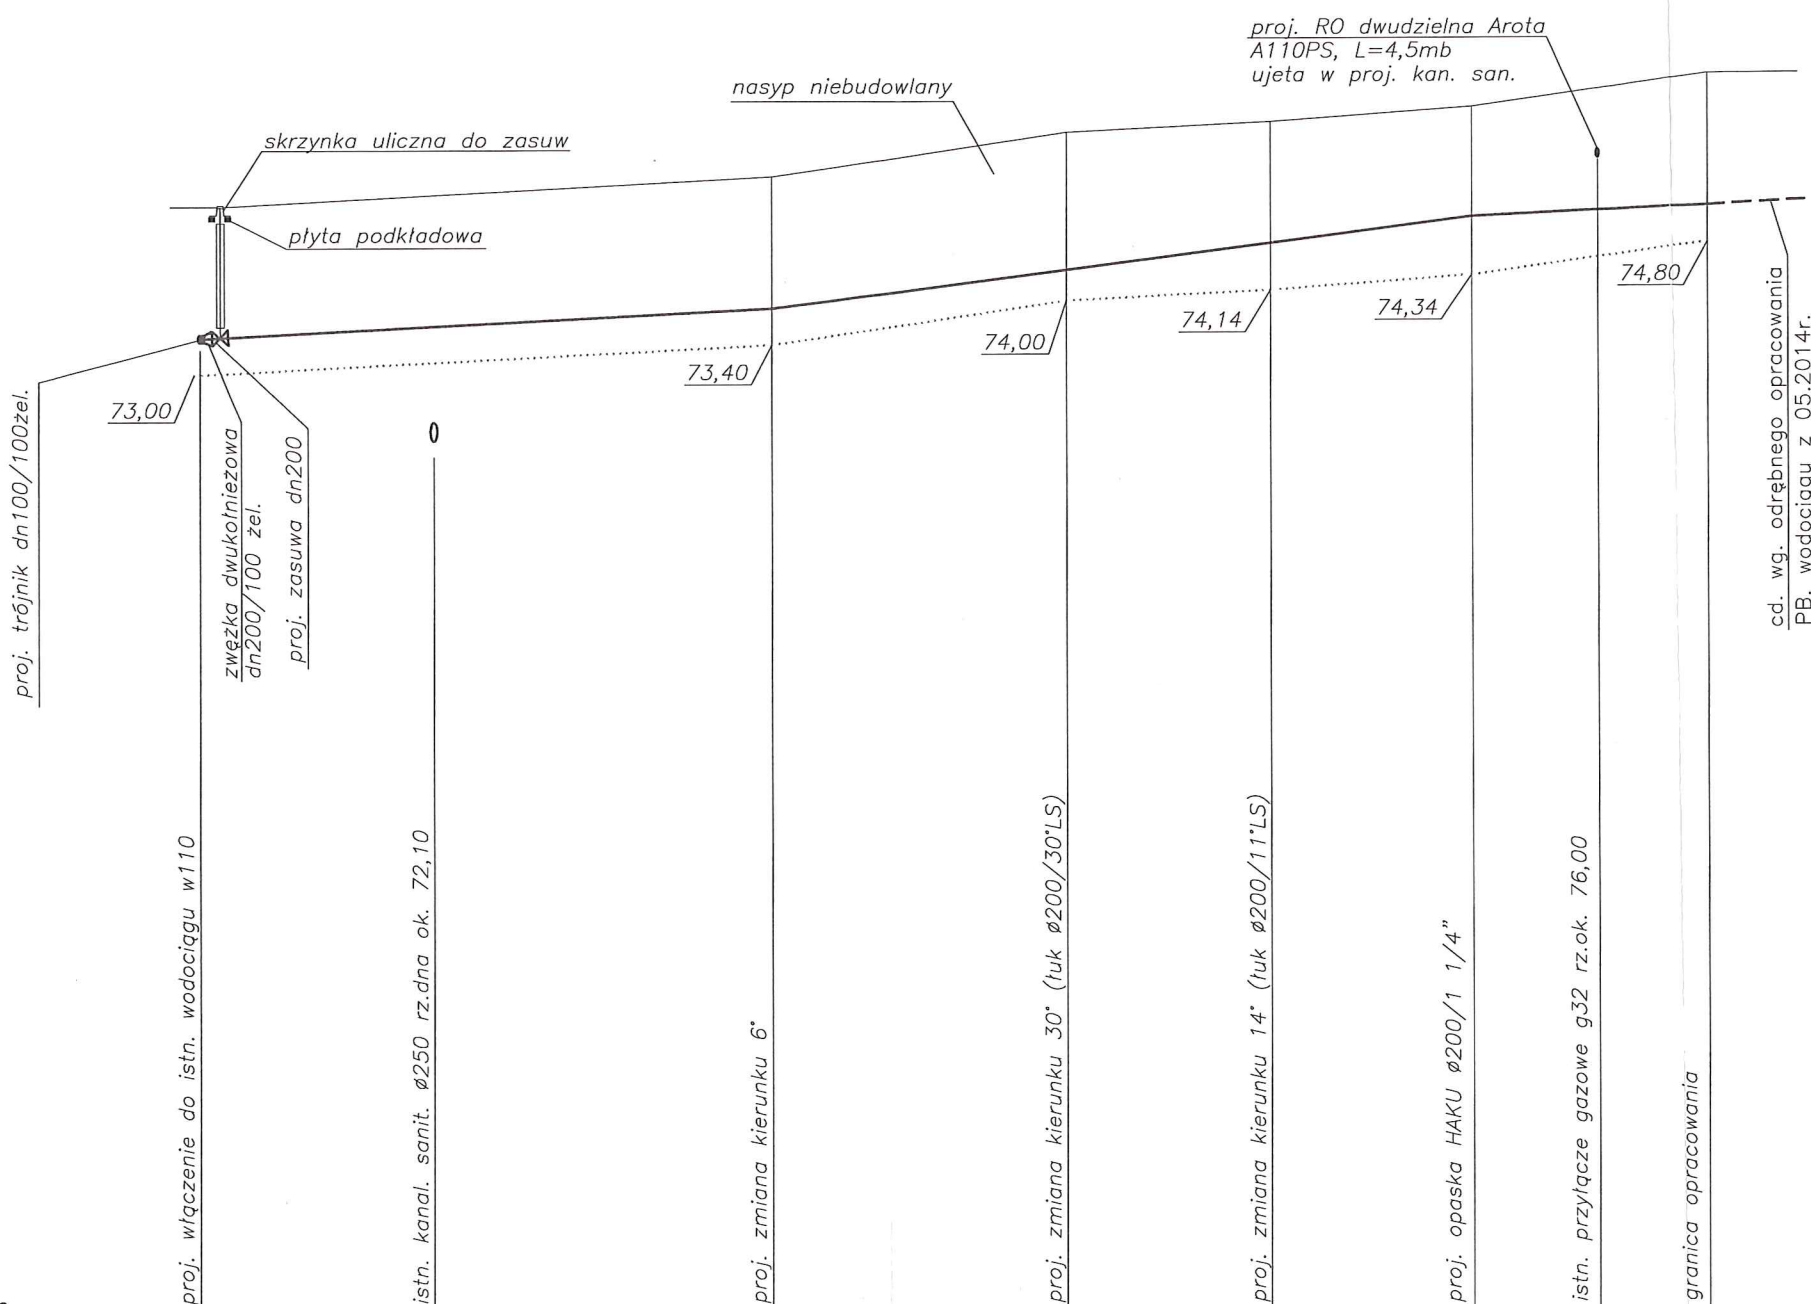 proj. RO dwudzielna Arota
A110PS, L=4,5mb
ujeta w proj. kan. san.
nasyp niebudowlany
skrzynka uliczna do zasuw
płyta podkładowa
73,00
73,40
74,00
74,14
74,34
74,80
proj. trójnik dn100/100żel.
zwężka dwukołnieżowa
dn200/100 żel.
proj. zasuwa dn200
cd. wg. odrębnego opracowania
PB. wodociągu z 05.2014r.
proj. włączenie do istn. wodociągu w110
istn. kanal. sanit. ø250 rz.dna ok. 72,10
proj. zmiana kierunku 6°
proj. zmiana kierunku 30° (łuk ø200/30°LS)
proj. zmiana kierunku 14° (łuk ø200/11°LS)
proj. opaska HAKU ø200/1 1/4"
istn. przyłącze gazowe g32 rz.ok. 76,00
granica opracowania